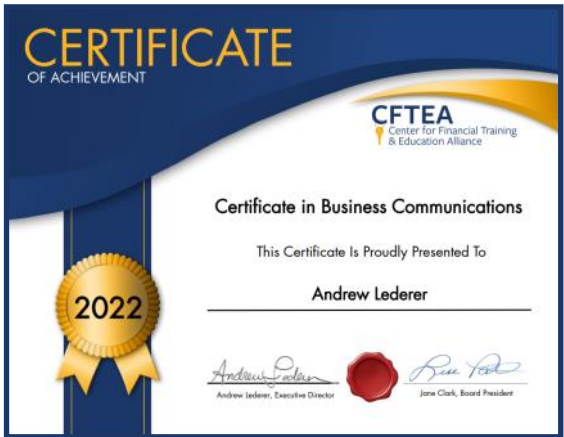 CERTIFICATE
OF ACHIEVEMENT
CFTEA
Center for Financial Training
& Education Alliance
Certificate in Business Communications
This Certificate Is Proudly Presented To
Andrew Lederer
2022
Andrew Lederer, Executive Director
Jane Clark, Board President